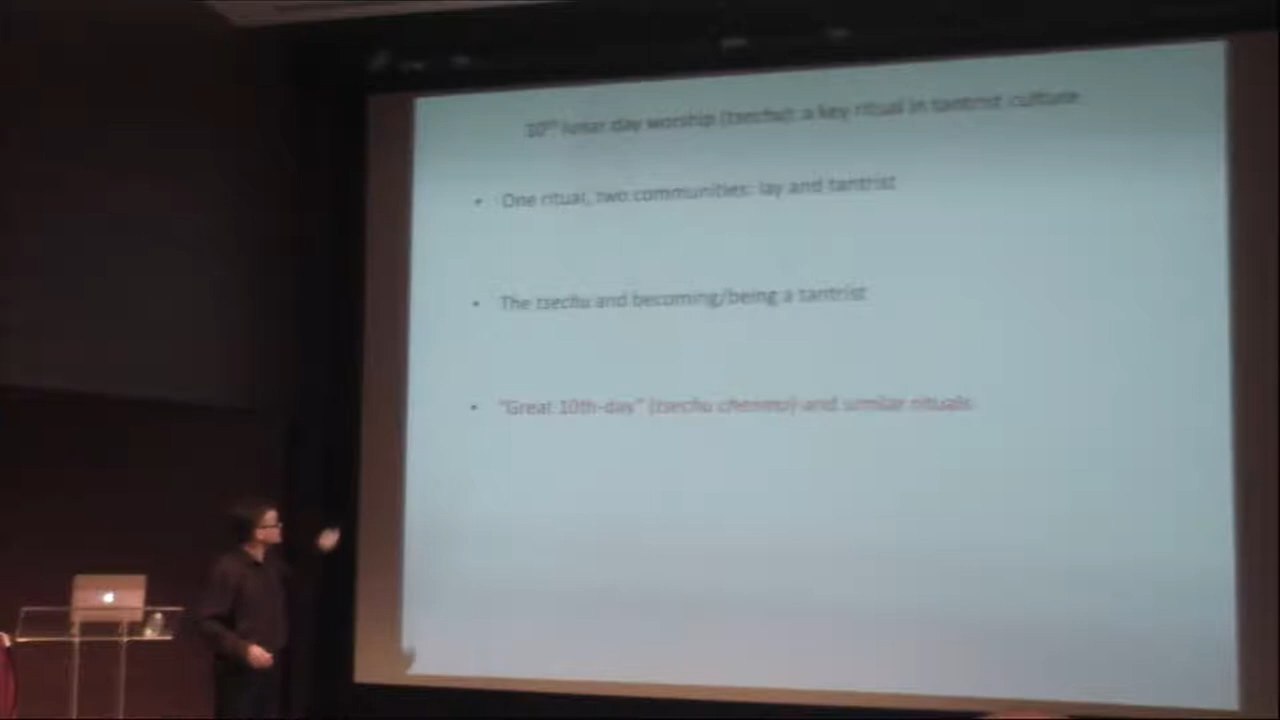 10th lunar day worship (tsechu): a key ritual in tantrist culture
• One ritual, two communities: lay and tantrist
• The tsechu and becoming/being a tantrist
• "Great 10th-day" (tsechu chenmo) and similar rituals